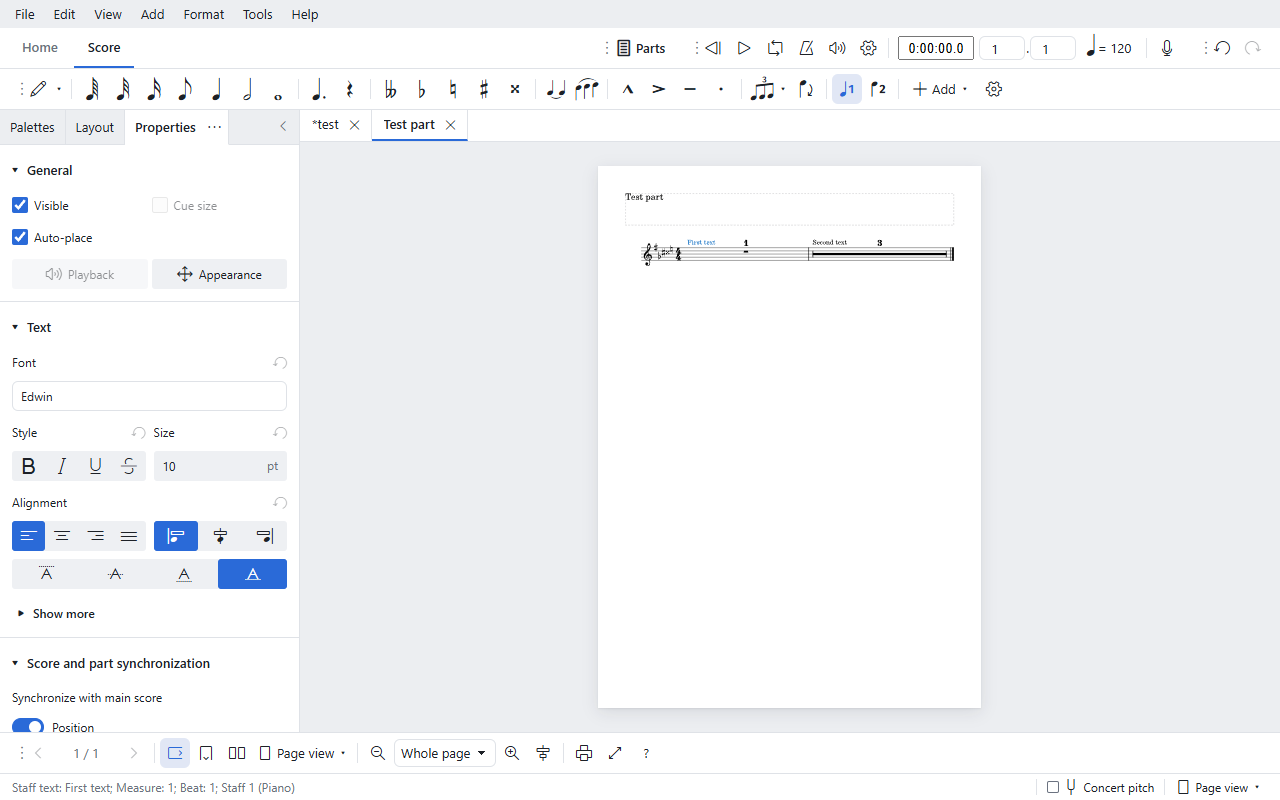 File Edit View Add Format Tools Help
Home Score Parts 0:00:00.0 1 . 1 = 120
3 1 2 Add
Palettes Layout Properties ··· *test Test part
General
Visible Cue size
Auto-place
Playback Appearance
Text
Font
Edwin
Style Size
B I U S 10 pt
Alignment
A A A A
Show more
Score and part synchronization
Synchronize with main score
Position
Test part
First text 1 Second text 3
1 / 1 Page view Whole page ?
Staff text: First text; Measure: 1; Beat: 1; Staff 1 (Piano) Concert pitch Page view